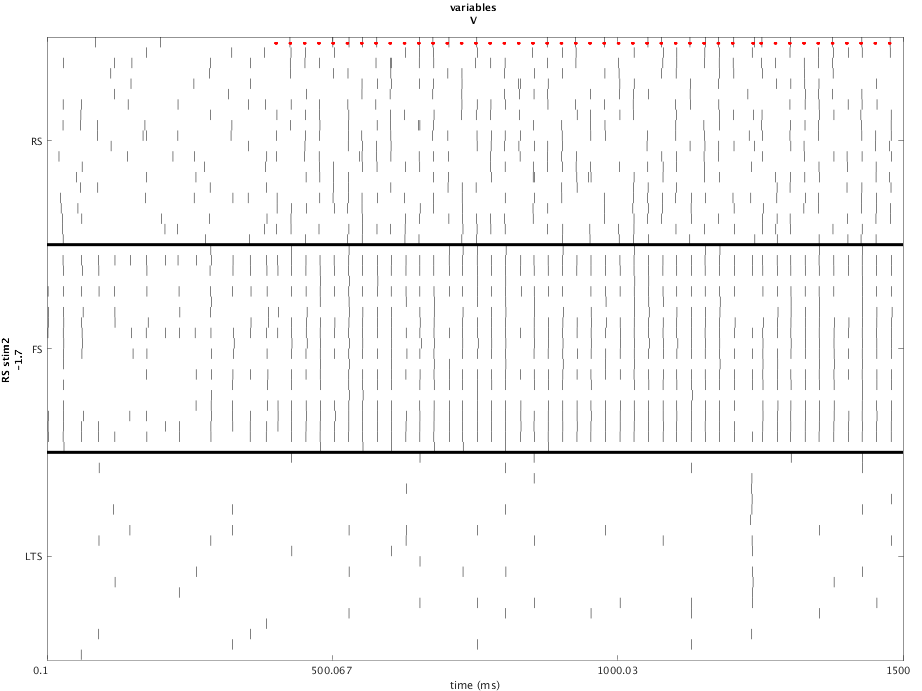 variables
V
RS
FS
LTS
RS stim2
-1.7
0.1
500.067
1000.03
1500
time (ms)